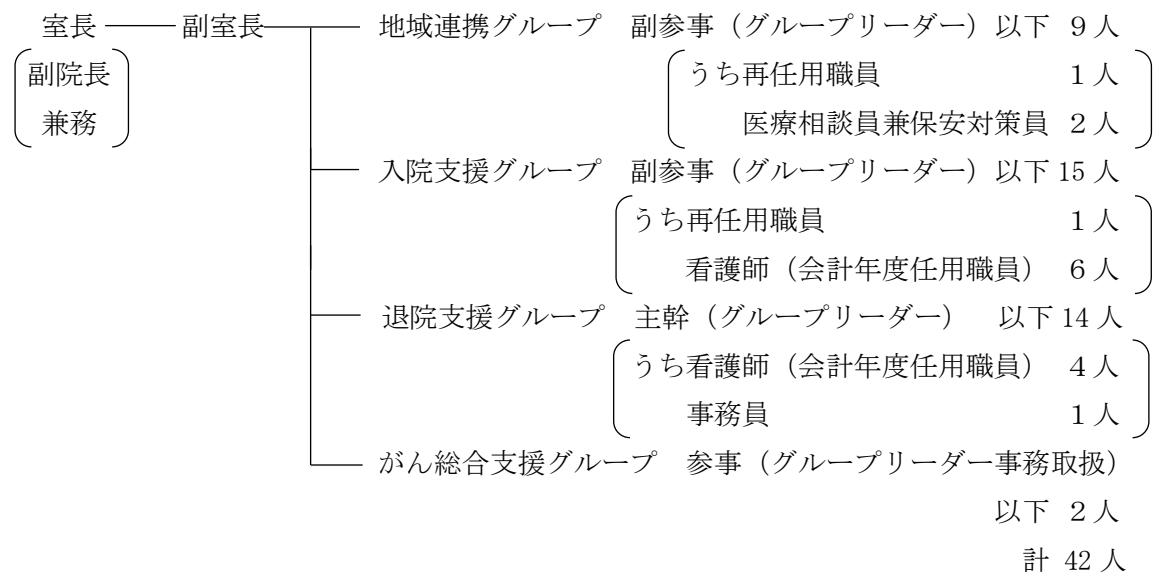 室長 副室長 地域連携グループ 副参事（グループリーダー）以下 9人
副院長 うち再任用職員 1人
兼務 医療相談員兼保安対策員 2人
入院支援グループ 副参事（グループリーダー）以下 15人
うち再任用職員 1人
看護師（会計年度任用職員） 6人
退院支援グループ 主幹（グループリーダー） 以下 14人
うち看護師（会計年度任用職員） 4人
事務員 1人
がん総合支援グループ 参事（グループリーダー事務取扱）
以下 2人
計 42人